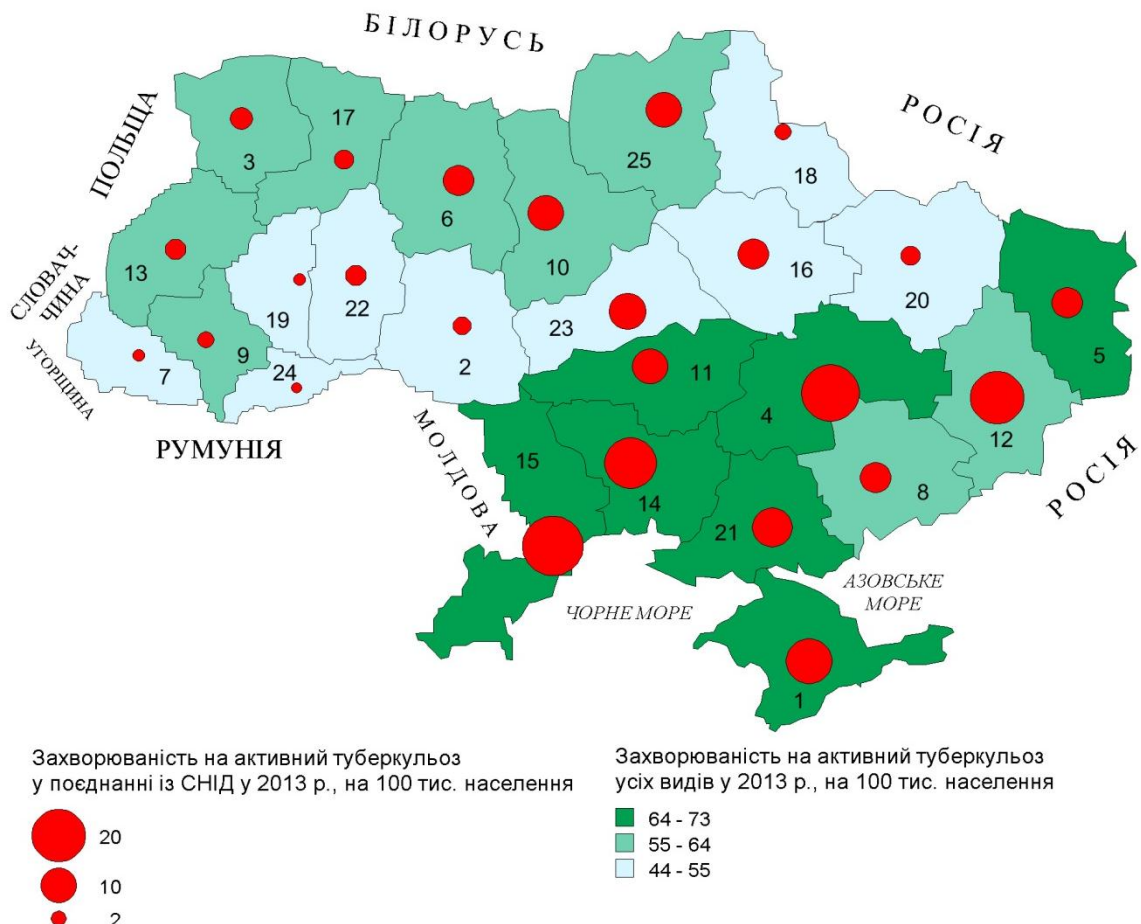 БІЛОРУСЬ
РОСІЯ
ПОЛЬЩА
СЛОВАЧ-
ЧИНА
УГОРЩИНА
РУМУНІЯ
МОЛДОВА
РОСІЯ
АЗОВСЬКЕ
МОРЕ
ЧОРНЕ МОРЕ
3
17
6
10
25
18
13
19
22
16
20
5
7
9
24
2
23
11
4
12
15
14
8
21
1
Захворюваність на активний туберкульоз
у поєднанні із СНІД у 2013 р., на 100 тис. населення
20
10
2
Захворюваність на активний туберкульоз
усіх видів у 2013 р., на 100 тис. населення
64 - 73
55 - 64
44 - 55